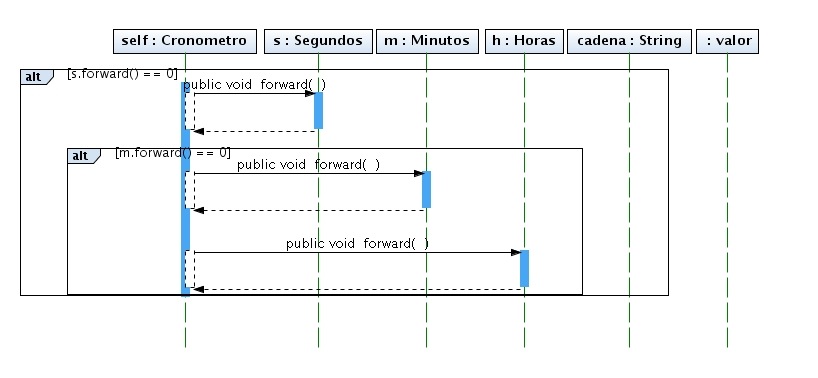 self : Cronometro
s : Segundos
m : Minutos
h : Horas
cadena : String
: valor
alt
[s.forward() == 0]
public void  forward(  )
alt
[m.forward() == 0]
public void  forward(  )
public void  forward(  )